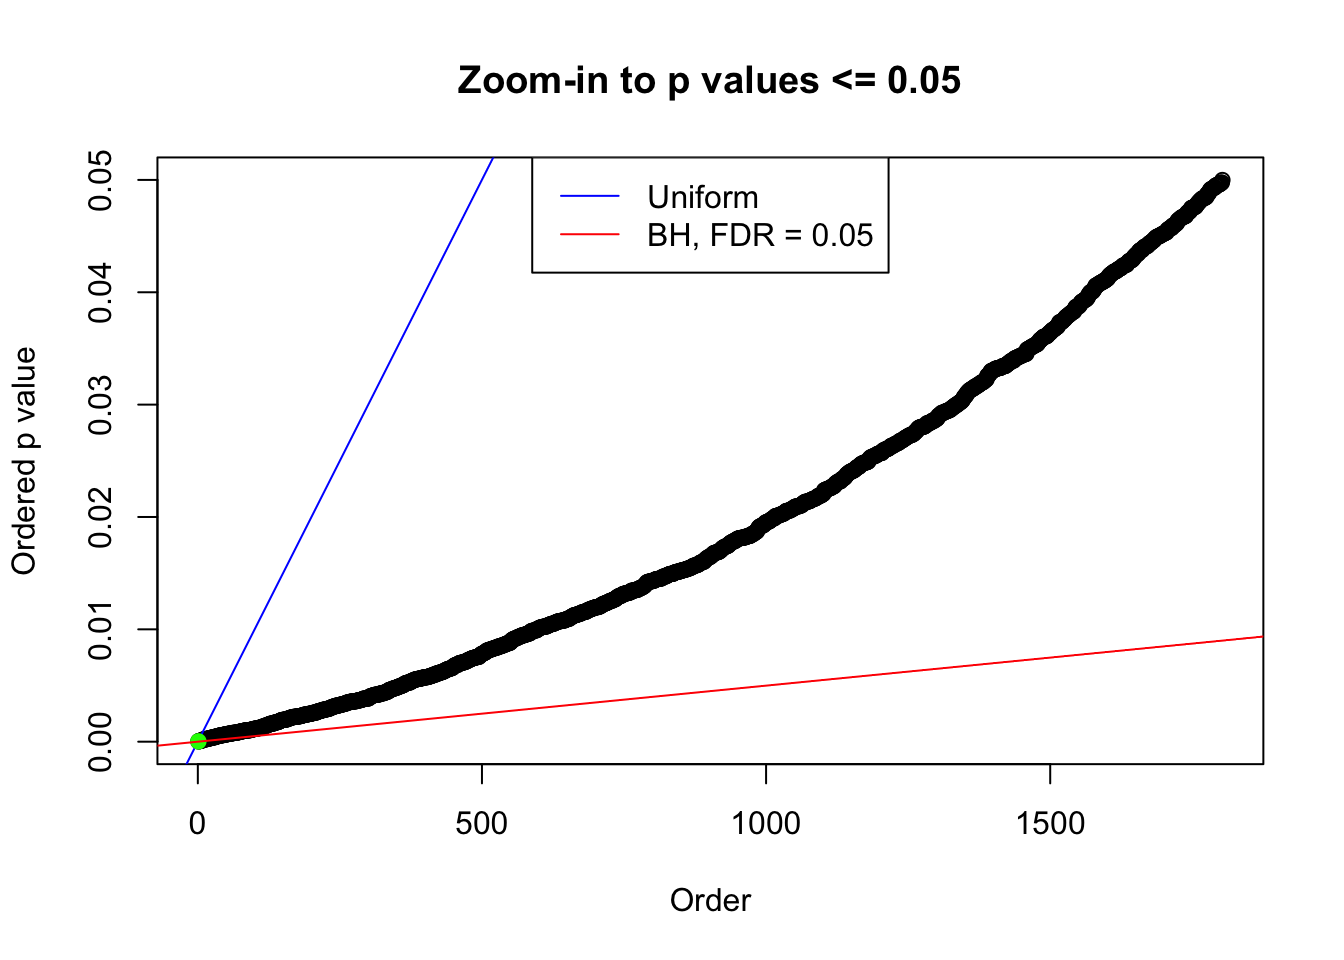 Zoom-in to p values <= 0.05
Uniform
BH, FDR = 0.05
Ordered p value
0.05
0.04
0.03
0.02
0.01
0.00
0
500
1000
1500
Order